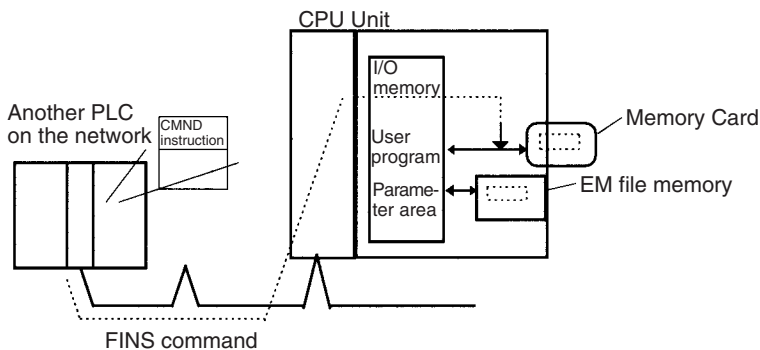 CPU Unit
I/O
memory
Another PLC
on the network
CMND
instruction
User
program
Parame-
ter area
Memory Card
EM file memory
FINS command